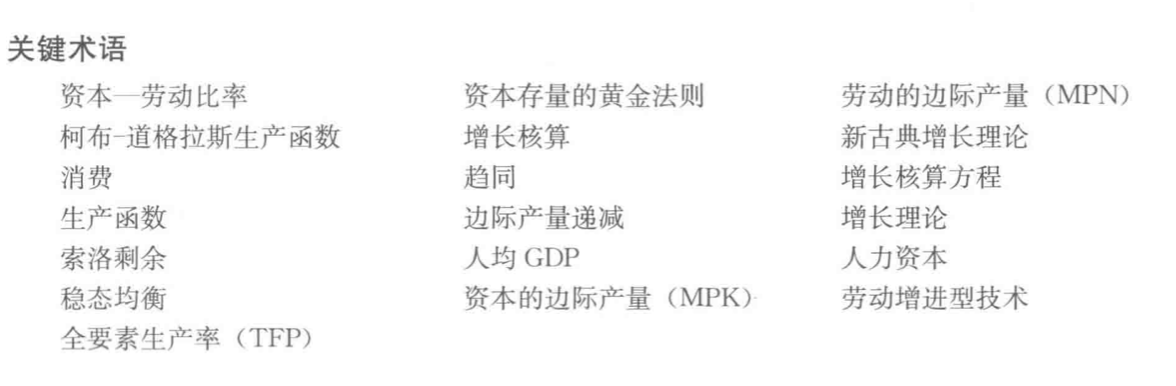 关键术语
资本—劳动比率 资本存量的黄金法则 劳动的边际产量（MPN）
柯布-道格拉斯生产函数 增长核算 新古典增长理论
消费 趋同 增长核算方程
生产函数 边际产量递减 增长理论
索洛剩余 人均 GDP 人力资本
稳态均衡 资本的边际产量（MPK） 劳动增进型技术
全要素生产率（TFP）